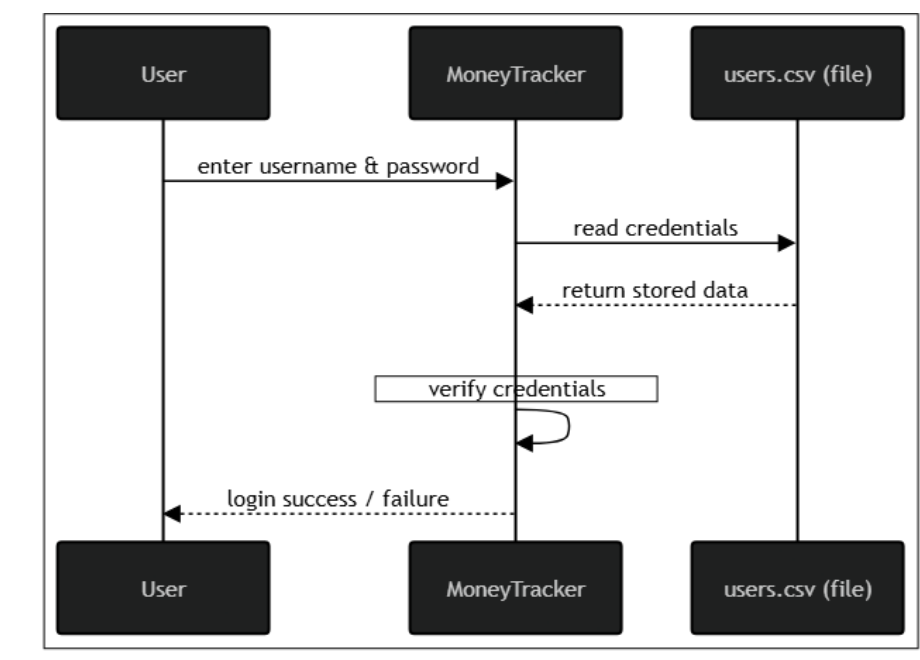 User
MoneyTracker
users.csv (file)
enter username & password
read credentials
return stored data
verify credentials
login success / failure
User
MoneyTracker
users.csv (file)